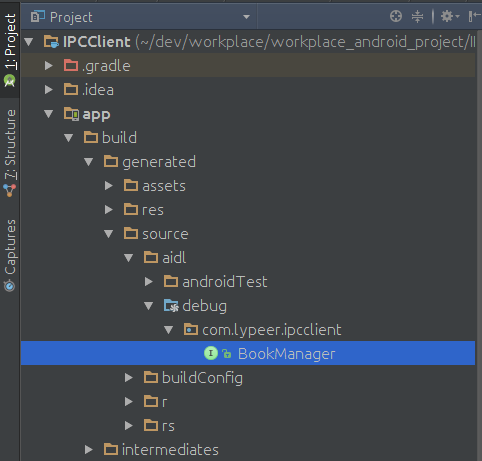 Project
IPCClient (~/dev/workplace/workplace_android_project/I
.gradle
.idea
app
build
generated
assets
res
source
aidl
androidTest
debug
com.lypeer.ipcclient
BookManager
buildConfig
r
rs
intermediates
1: Project
7: Structure
Captures